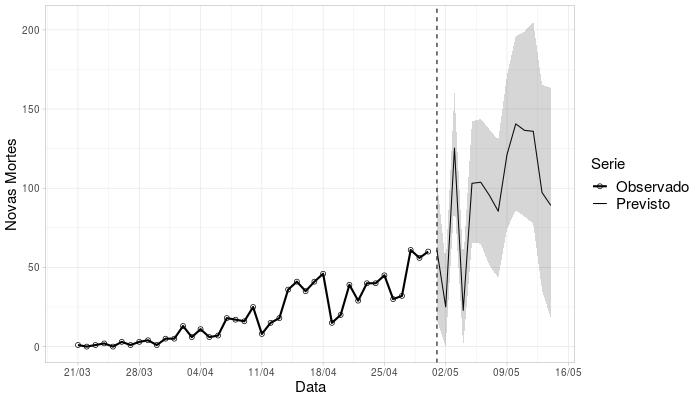 200
150
100
50
0
Novas Mortes
21/03 28/03 04/04 11/04 18/04 25/04 02/05 09/05 16/05
Data
Serie
Observado
Previsto